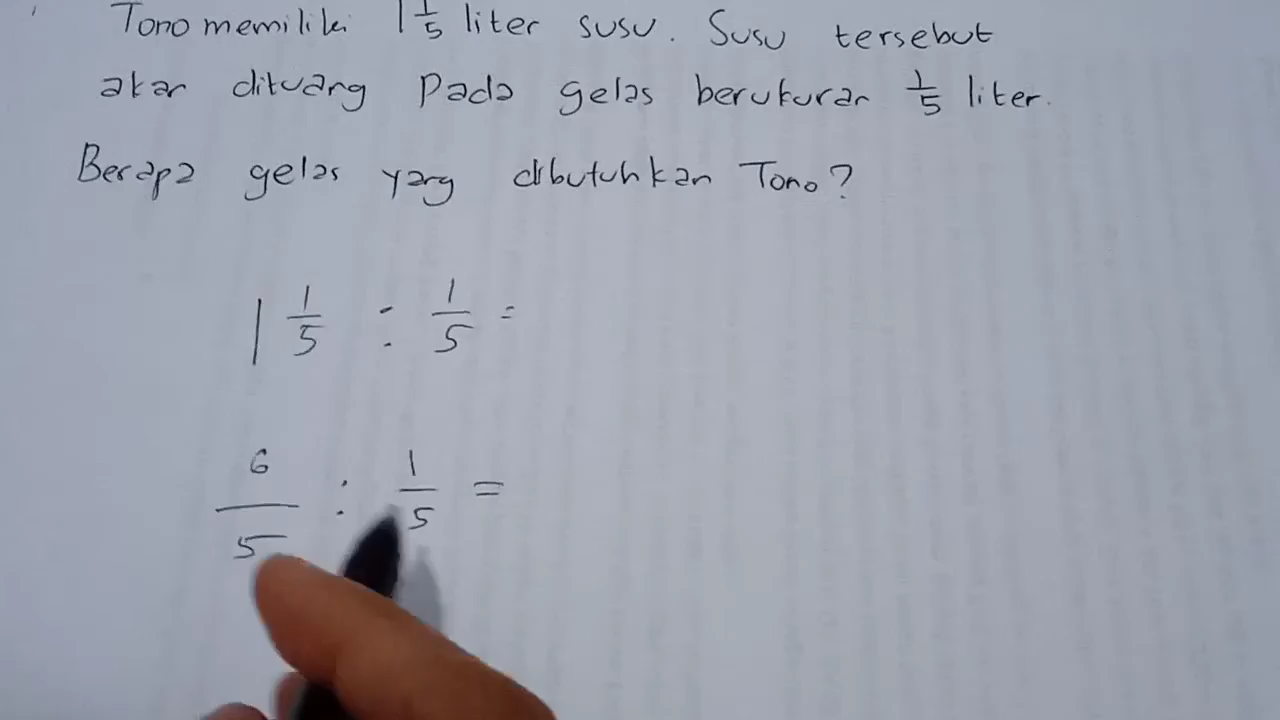 Tono memiliki 1 1/5 liter susu. Susu tersebut
akan dituang Pada gelas berukuran 1/5 liter.
Berapa gelas yang dibutuhkan Tono?
1 1/5 : 1/5 =
6/5 : 1/5 =